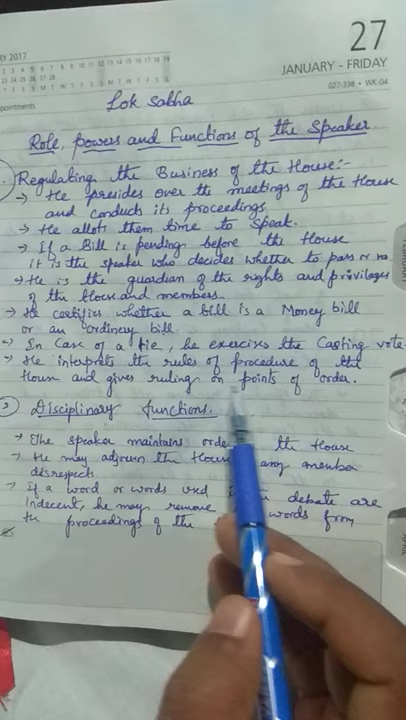 RY 2017
27
JANUARY - FRIDAY
027-338 • WK-04
pointments
Lok Sabha
Role, powers and Functions of the Speaker
Regulating the Business of the House:-
→ He presides over the meetings of the House
and conducts its proceedings.
→ He allots them time to speak.
→ If a Bill is pending before the House
it is the speaker who decides whether to pass or no
→ He is the guardian of the rights and privileges
of the House and members.
→ He certifies whether a bill is a Money bill
or an ordinery bill.
→ In case of a tie, he exercises the Casting vote.
→ He interprets the rules of procedure of the
House and gives ruling on points of order.
2) Disciplinary functions.
→ The speaker maintains orde the House
→ He may adjourn the House any member
disrespects
→ If a word or words used debate are
indecent, he may remove words from
the proceedings of the